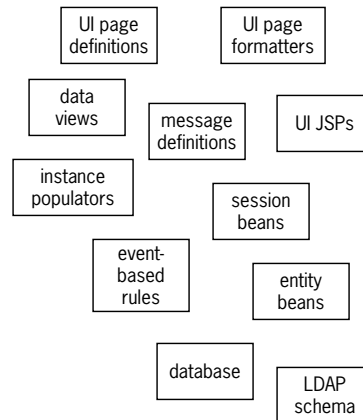 UI page
definitions
UI page
formatters
data
views
message
definitions
UI JSPs
instance
populators
session
beans
event-
based
rules
entity
beans
database
LDAP
schema